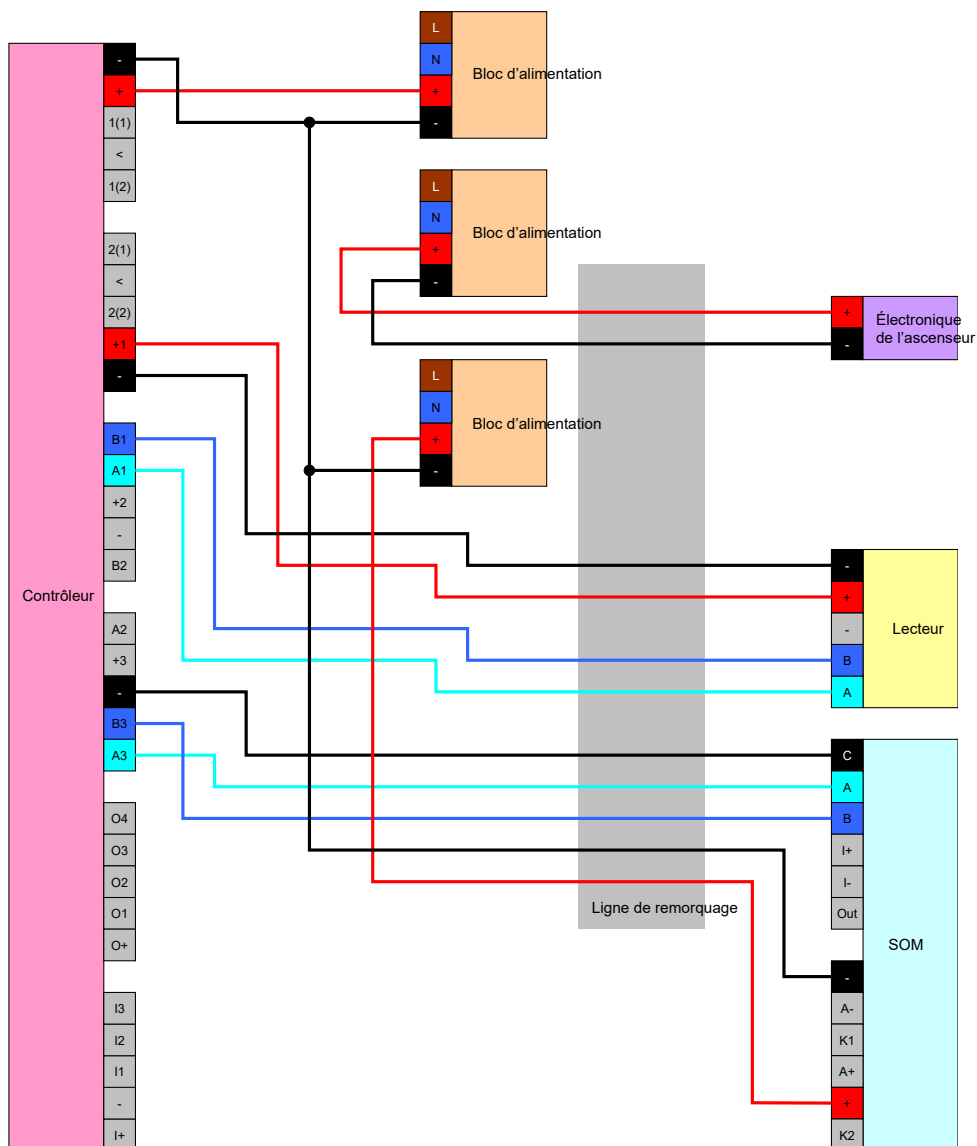 Contrôleur
-
+
1(1)
<
1(2)
2(1)
<
2(2)
+1
-
B1
A1
+2
-
B2
A2
+3
-
B3
A3
O4
O3
O2
O1
O+
I3
I2
I1
-
I+
L
N
+
-
Bloc d'alimentation
L
N
+
-
Bloc d'alimentation
L
N
+
-
Bloc d'alimentation
Ligne de remorquage
+
-
Électronique
de l'ascenseur
-
+
-
B
A
Lecteur
C
A
B
I+
I-
Out
-
A-
K1
A+
+
K2
SOM